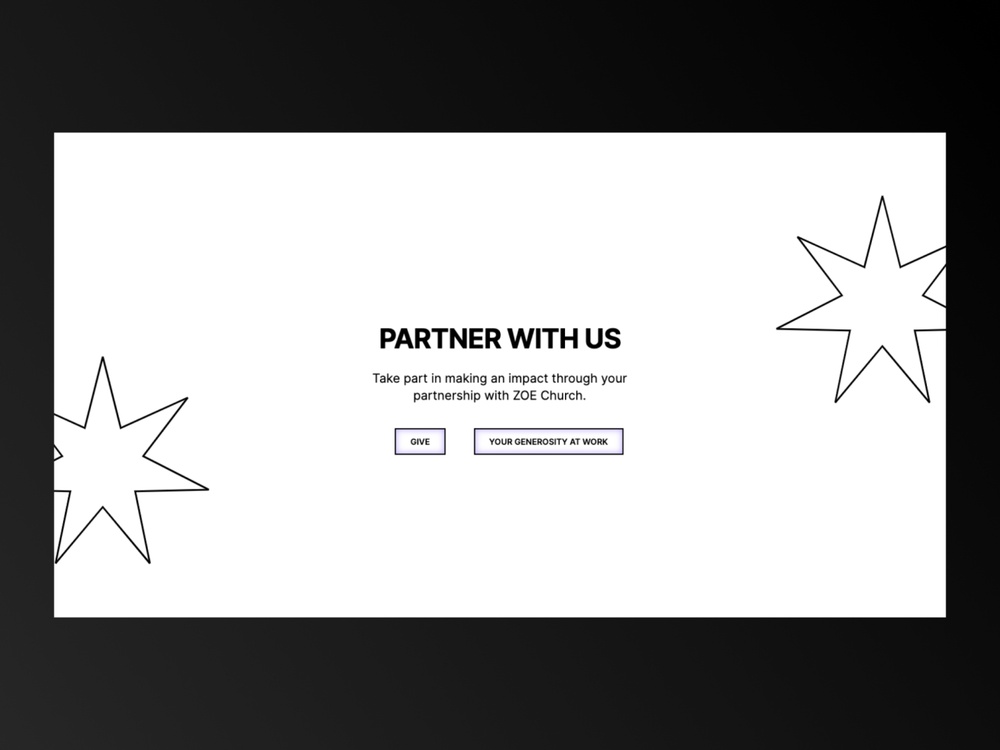 PARTNER WITH US
Take part in making an impact through your
partnership with ZOE Church.
GIVE
YOUR GENEROSITY AT WORK